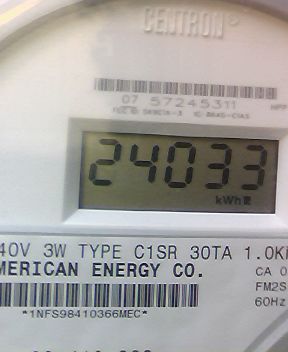 CENTRON®
07 57245311
24033
kWh
40V 3W TYPE C1SR 30TA 1.0K
MERICAN ENERGY CO.
CA 0
FM2S
60Hz
*1NFS98410366MEC*